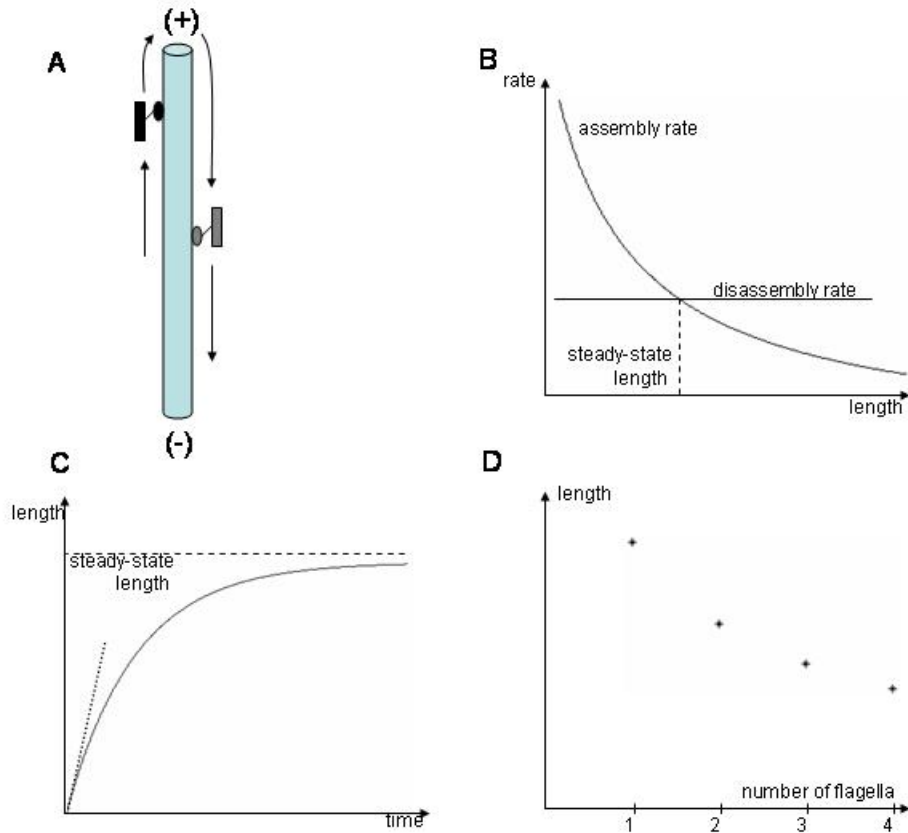 A
(+)
(-)
B
rate
assembly rate
disassembly rate
steady-state
length
length
C
length
steady-state
length
time
D
length
number of flagella
1 2 3 4